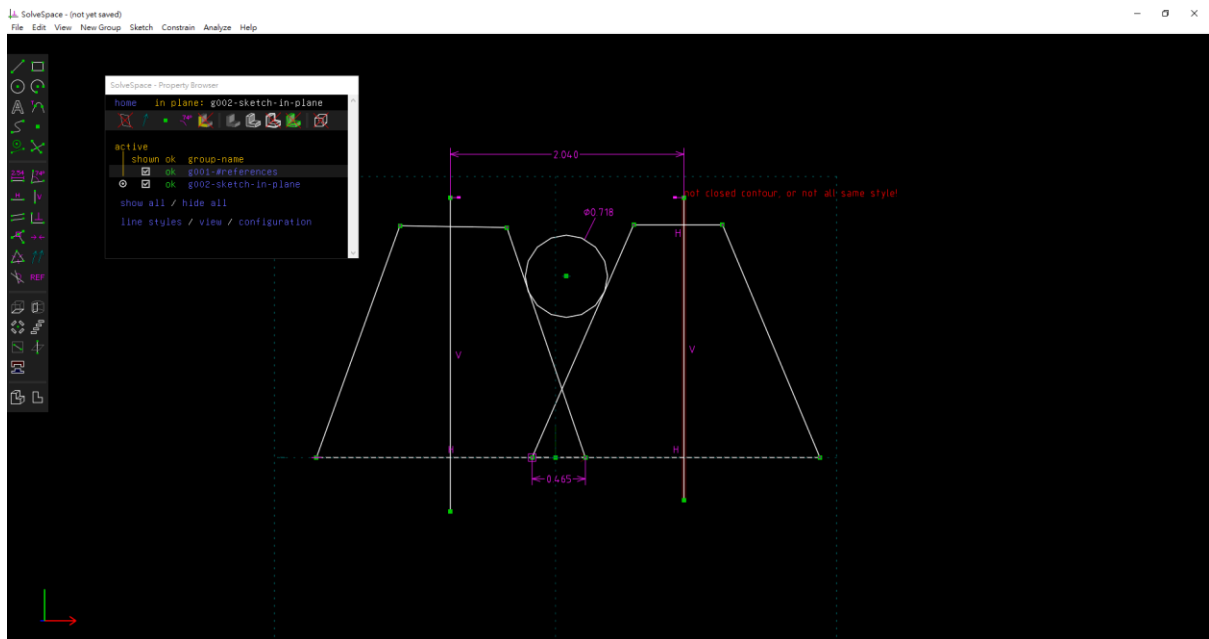 SolveSpace - (not yet saved)
File Edit View New Group Sketch Constrain Analyze Help
SolveSpace - Property Browser
home in plane: g002-sketch-in-plane
active
shown ok group-name
ok g001-#references
ok g002-sketch-in-plane
show all / hide all
line styles / view / configuration
2.040
not closed contour, or not all same style!
⌀0.718
H
V
V
H
H
0.465
2.54
H
V
REF